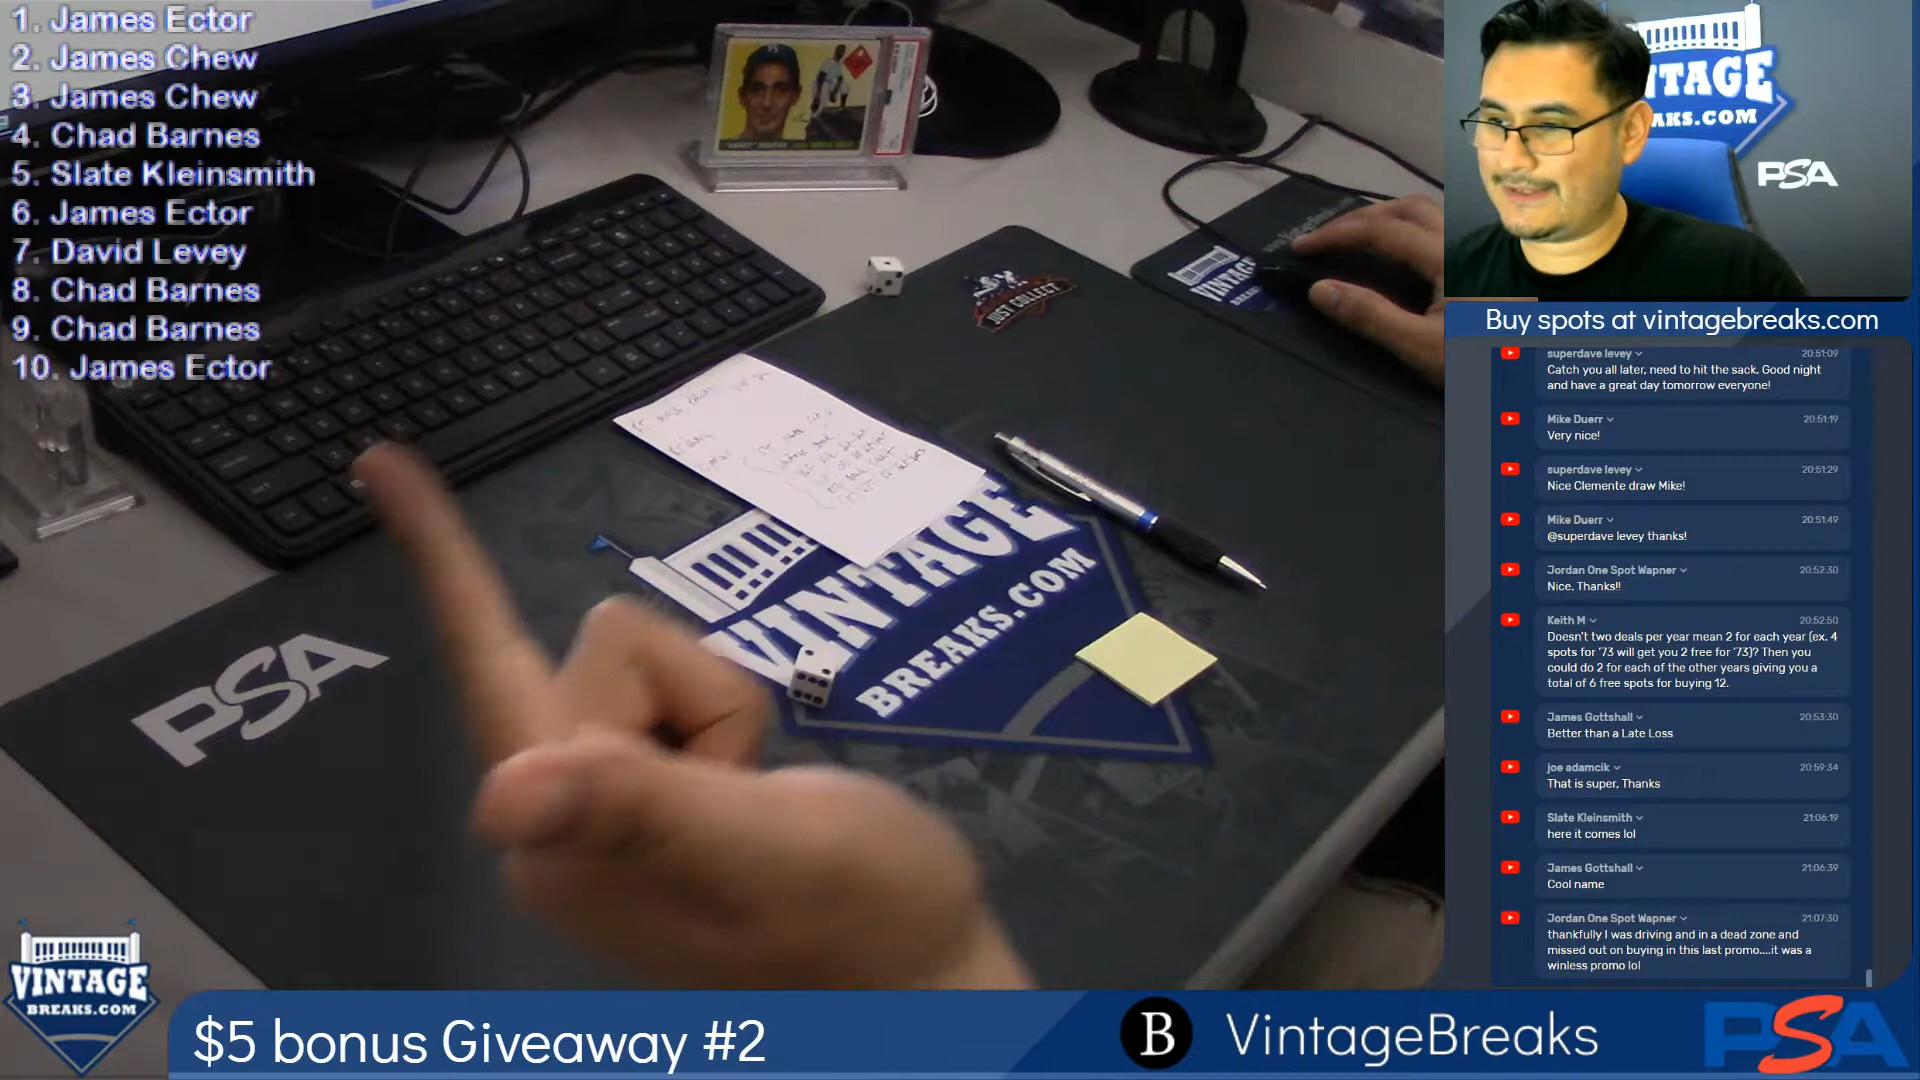 1. James Ector
2. James Chew
3. James Chew
4. Chad Barnes
5. Slate Kleinsmith
6. James Ector
7. David Levey
8. Chad Barnes
9. Chad Barnes
10. James Ector
JUST COLLECT
VINTAGE
BREAKS.COM
PSA
VINTAGE
BREAKS.COM
$5 bonus Giveaway #2
B VintageBreaks
PSA
TAGE
AKS.COM
PSA
Buy spots at vintagebreaks.com
superdave levey 20:51:09
Catch you all later, need to hit the sack. Good night
and have a great day tomorrow everyone!
Mike Duerr 20:51:19
Very nice!
superdave levey 20:51:29
Nice Clemente draw Mike!
Mike Duerr 20:51:49
@superdave levey thanks!
Jordan One Spot Wapner 20:52:30
Nice. Thanks!!
Keith M 20:52:50
Doesn't two deals per year mean 2 for each year (ex. 4
spots for '73 will get you 2 free for '73)? Then you
could do 2 for each of the other years giving you a
total of 6 free spots for buying 12.
James Gottshall 20:53:30
Better than a Late Loss
joe adamcik 20:59:34
That is super, Thanks
Slate Kleinsmith 21:06:19
here it comes lol
James Gottshall 21:06:39
Cool name
Jordan One Spot Wapner 21:07:30
thankfully I was driving and in a dead zone and
missed out on buying in this last promo....it was a
winless promo lol